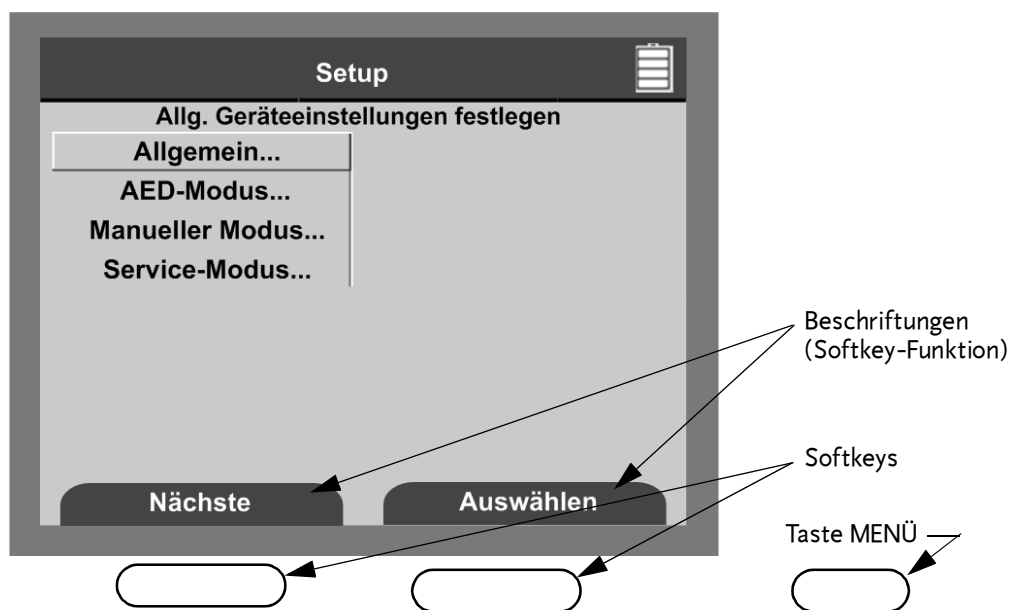 Setup
Allg. Geräteeinstellungen festlegen
Allgemein...
AED-Modus...
Manueller Modus...
Service-Modus...
Beschriftungen
(Softkey-Funktion)
Softkeys
Nächste
Auswählen
Taste MENÜ